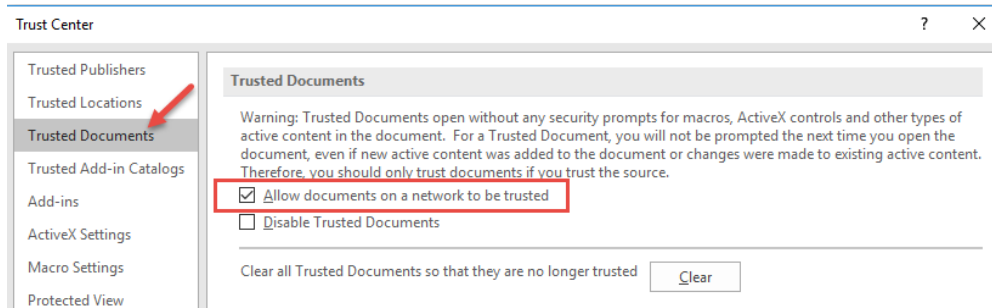 Trust Center
?
Trusted Publishers
Trusted Locations
Trusted Documents
Trusted Add-in Catalogs
Add-ins
ActiveX Settings
Macro Settings
Protected View
Trusted Documents
Warning: Trusted Documents open without any security prompts for macros, ActiveX controls and other types of
active content in the document.  For a Trusted Document, you will not be prompted the next time you open the
document, even if new active content was added to the document or changes were made to existing active content.
Therefore, you should only trust documents if you trust the source.
Allow documents on a network to be trusted
Disable Trusted Documents
Clear all Trusted Documents so that they are no longer trusted
Clear